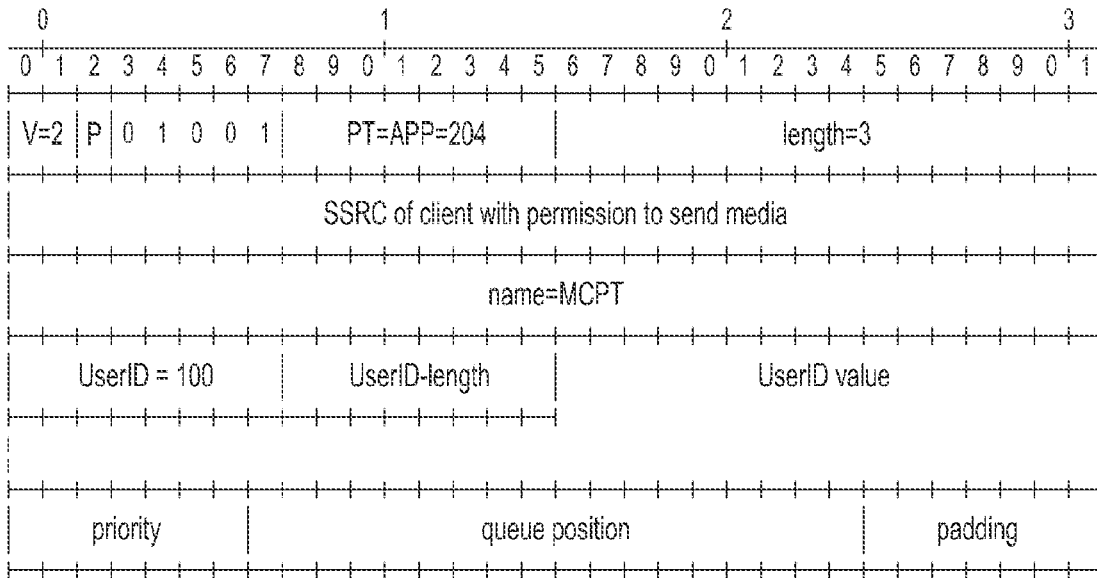 0 1 2 3
0 1 2 3 4 5 6 7 8 9 0 1 2 3 4 5 6 7 8 9 0 1 2 3 4 5 6 7 8 9 0 1
V=2 P 0 1 0 0 1 PT=APP=204 length=3
SSRC of client with permission to send media
name=MCPT
UserID = 100 UserID-length UserID value
priority queue position padding